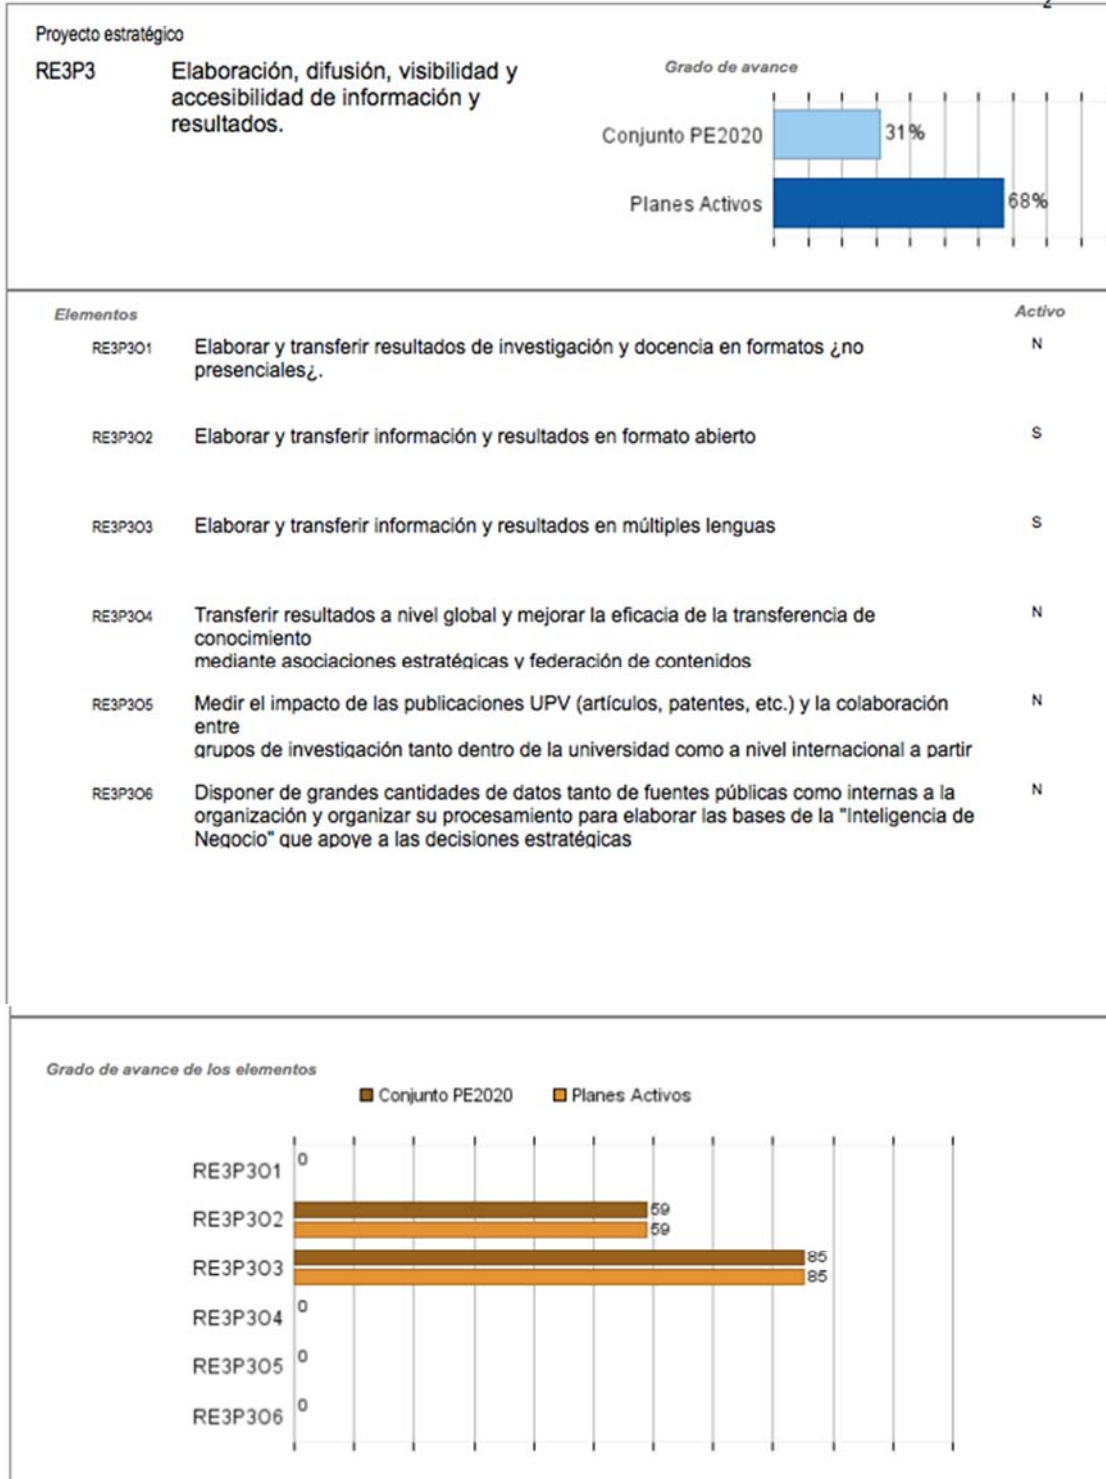 2
Proyecto estratégico
RE3P3 Elaboración, difusión, visibilidad y
accesibilidad de información y
resultados.
Grado de avance
Conjunto PE2020 31%
Planes Activos 68%
Elementos Activo
RE3P3O1 Elaborar y transferir resultados de investigación y docencia en formatos ¿no N
presenciales¿.
RE3P3O2 Elaborar y transferir información y resultados en formato abierto S
RE3P3O3 Elaborar y transferir información y resultados en múltiples lenguas S
RE3P3O4 Transferir resultados a nivel global y mejorar la eficacia de la transferencia de N
conocimiento
mediante asociaciones estratégicas y federación de contenidos
RE3P3O5 Medir el impacto de las publicaciones UPV (artículos, patentes, etc.) y la colaboración N
entre
grupos de investigación tanto dentro de la universidad como a nivel internacional a partir
RE3P3O6 Disponer de grandes cantidades de datos tanto de fuentes públicas como internas a la N
organización y organizar su procesamiento para elaborar las bases de la "Inteligencia de
Negocio" que apoye a las decisiones estratégicas
Grado de avance de los elementos
Conjunto PE2020 Planes Activos
RE3P3O1 0
RE3P3O2 59
59
RE3P3O3 85
85
RE3P3O4 0
RE3P3O5 0
RE3P3O6 0